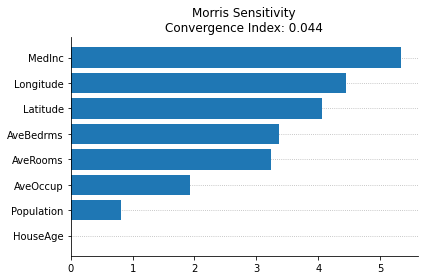 Morris Sensitivity
Convergence Index: 0.044
MedInc
Longitude
Latitude
AveBedrms
AveRooms
AveOccup
Population
HouseAge
0 1 2 3 4 5